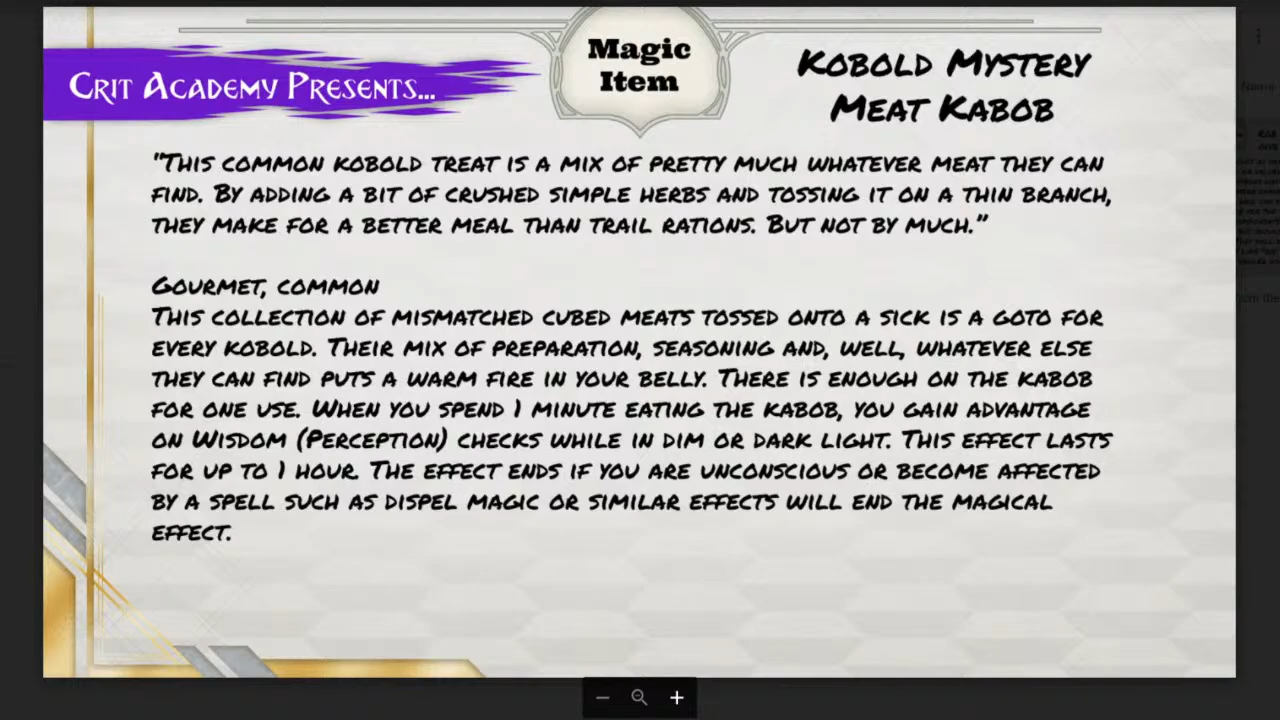 Crit Academy Presents...
Magic
Item
Kobold Mystery
Meat Kabob
"This common kobold treat is a mix of pretty much whatever meat they can
find. By adding a bit of crushed simple herbs and tossing it on a thin branch,
they make for a better meal than trail rations. But not by much."
Gourmet, common
This collection of mismatched cubed meats tossed onto a sick is a goto for
every kobold. Their mix of preparation, seasoning and, well, whatever else
they can find puts a warm fire in your belly. There is enough on the kabob
for one use. When you spend 1 minute eating the kabob, you gain advantage
on Wisdom (Perception) checks while in dim or dark light. This effect lasts
for up to 1 hour. The effect ends if you are unconscious or become affected
by a spell such as dispel magic or similar effects will end the magical
effect.